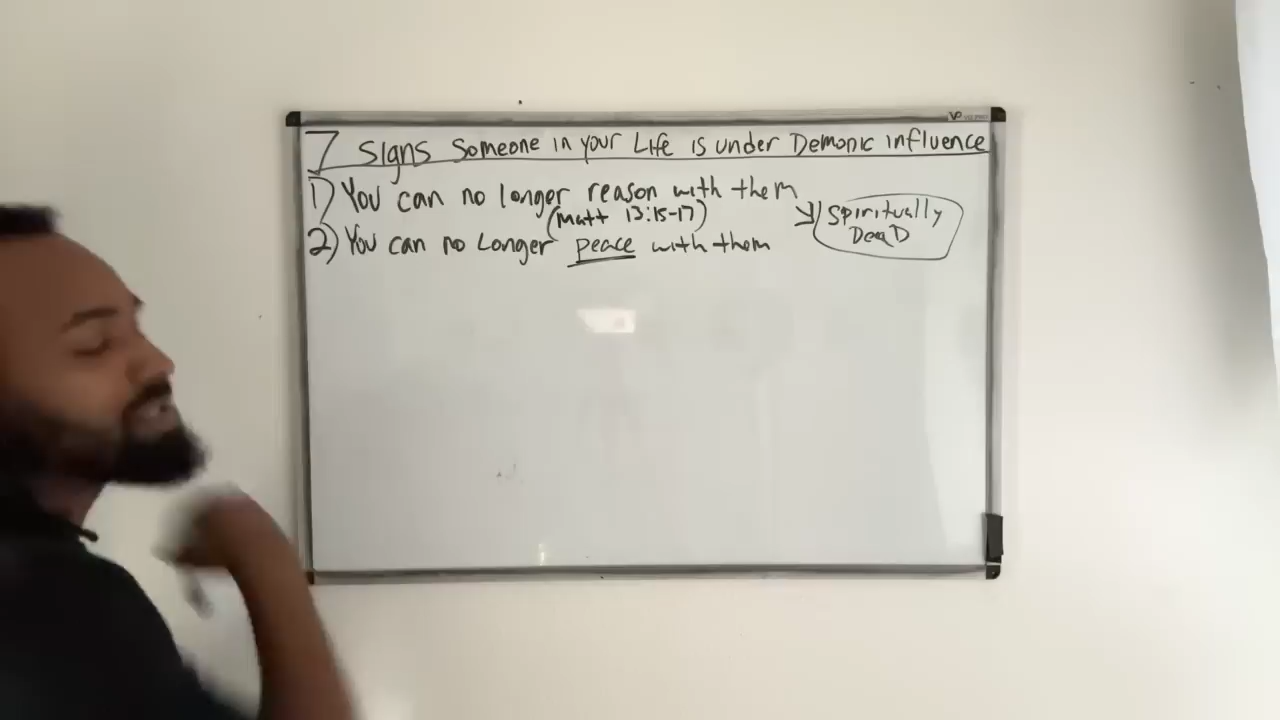 7 Signs Someone in your Life is under Demonic influence
1) You can no longer reason with them
(Matt 13:15-17)
Spiritually
DeaD
2) You can no Longer peace with them